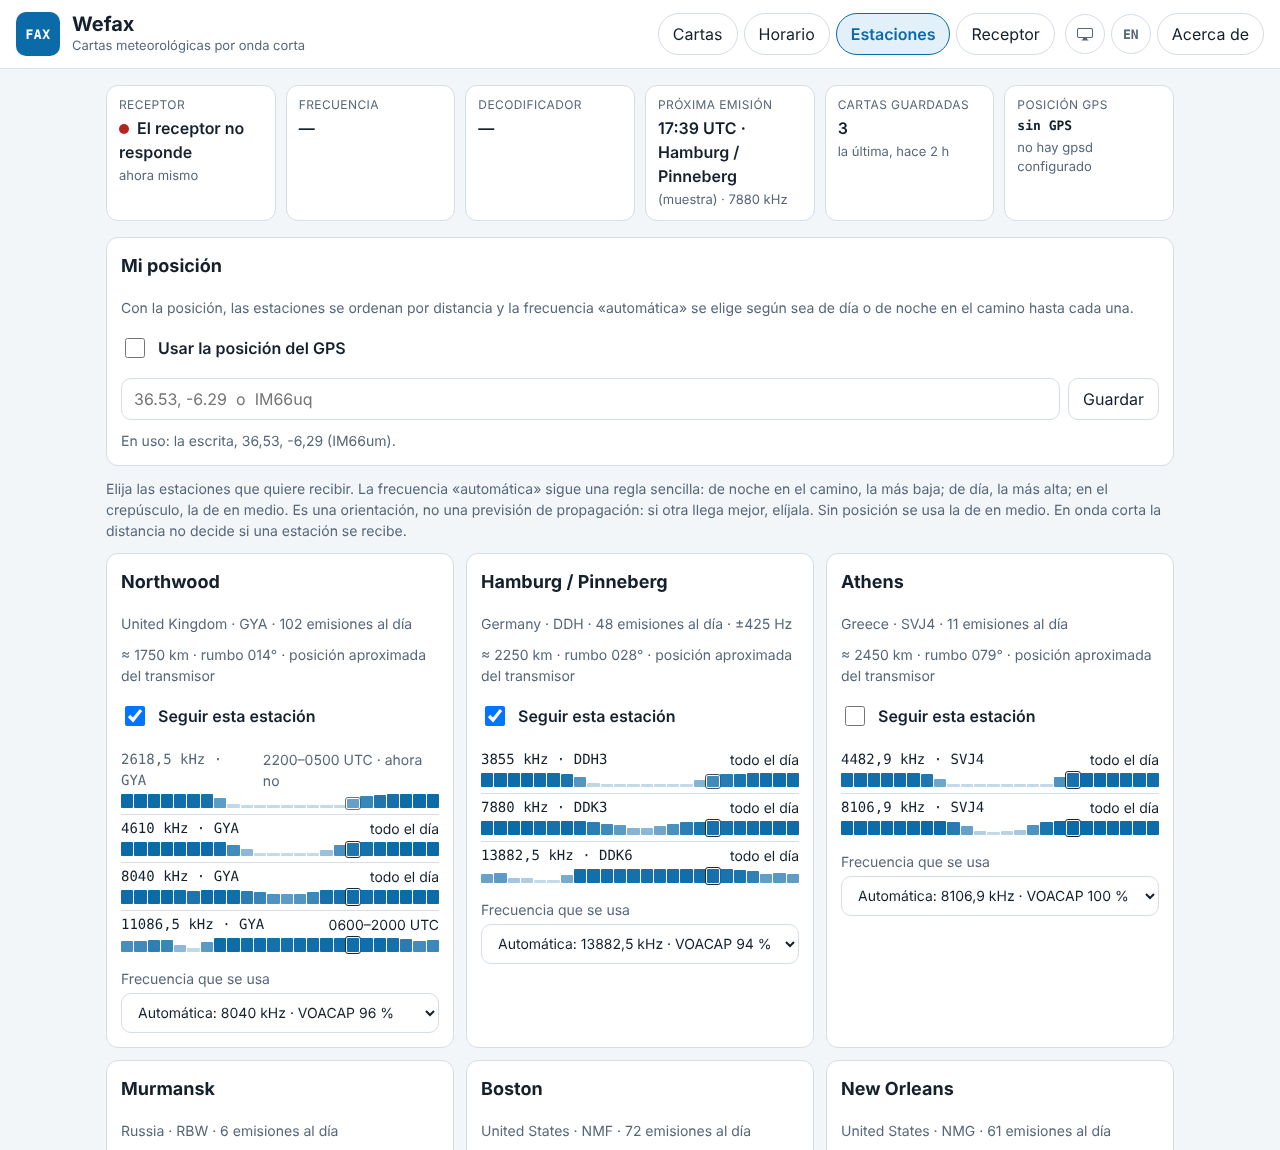 FAX
Wefax
Cartas meteorológicas por onda corta
Cartas
Horario
Estaciones
Receptor
EN
Acerca de
RECEPTOR
El receptor no
responde
ahora mismo
FRECUENCIA
—
DECODIFICADOR
—
PRÓXIMA EMISIÓN
17:39 UTC ·
Hamburg /
Pinneberg
(muestra) · 7880 kHz
CARTAS GUARDADAS
3
la última, hace 2 h
POSICIÓN GPS
sin GPS
no hay gpsd
configurado
Mi posición
Con la posición, las estaciones se ordenan por distancia y la frecuencia «automática» se elige según sea de día o de noche en el camino hasta cada una.
Usar la posición del GPS
36.53, -6.29 o IM66uq
Guardar
En uso: la escrita, 36,53, -6,29 (IM66um).
Elija las estaciones que quiere recibir. La frecuencia «automática» sigue una regla sencilla: de noche en el camino, la más baja; de día, la más alta; en el
crepúsculo, la de en medio. Es una orientación, no una previsión de propagación: si otra llega mejor, elíjala. Sin posición se usa la de en medio. En onda corta la
distancia no decide si una estación se recibe.
Northwood
United Kingdom · GYA · 102 emisiones al día
≈ 1750 km · rumbo 014° · posición aproximada
del transmisor
Seguir esta estación
2618,5 kHz ·
GYA
2200–0500 UTC · ahora
no
4610 kHz · GYA
todo el día
8040 kHz · GYA
todo el día
11086,5 kHz · GYA
0600–2000 UTC
Frecuencia que se usa
Automática: 8040 kHz · VOACAP 96 %
Hamburg / Pinneberg
Germany · DDH · 48 emisiones al día · ±425 Hz
≈ 2250 km · rumbo 028° · posición aproximada
del transmisor
Seguir esta estación
3855 kHz · DDH3
todo el día
7880 kHz · DDK3
todo el día
13882,5 kHz · DDK6
todo el día
Frecuencia que se usa
Automática: 13882,5 kHz · VOACAP 94 %
Athens
Greece · SVJ4 · 11 emisiones al día
≈ 2450 km · rumbo 079° · posición aproximada
del transmisor
Seguir esta estación
4482,9 kHz · SVJ4
todo el día
8106,9 kHz · SVJ4
todo el día
Frecuencia que se usa
Automática: 8106,9 kHz · VOACAP 100 %
Murmansk
Russia · RBW · 6 emisiones al día
Boston
United States · NMF · 72 emisiones al día
New Orleans
United States · NMG · 61 emisiones al día